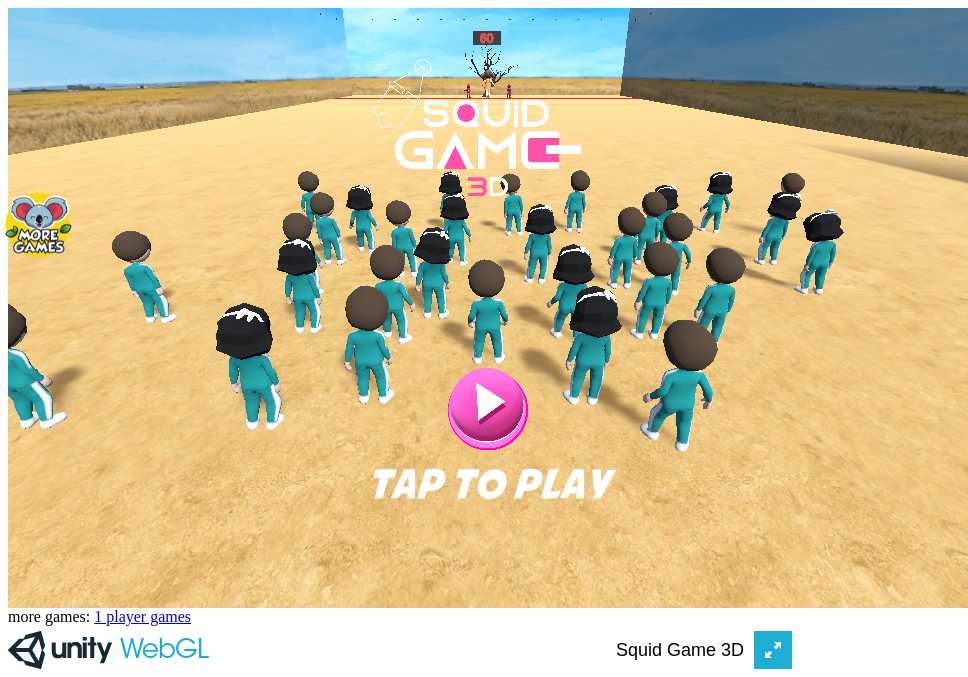 60
SQUID
GAME
3D
MORE
GAMES
TAP TO PLAY
more games: 1 player games
unity WebGL
Squid Game 3D